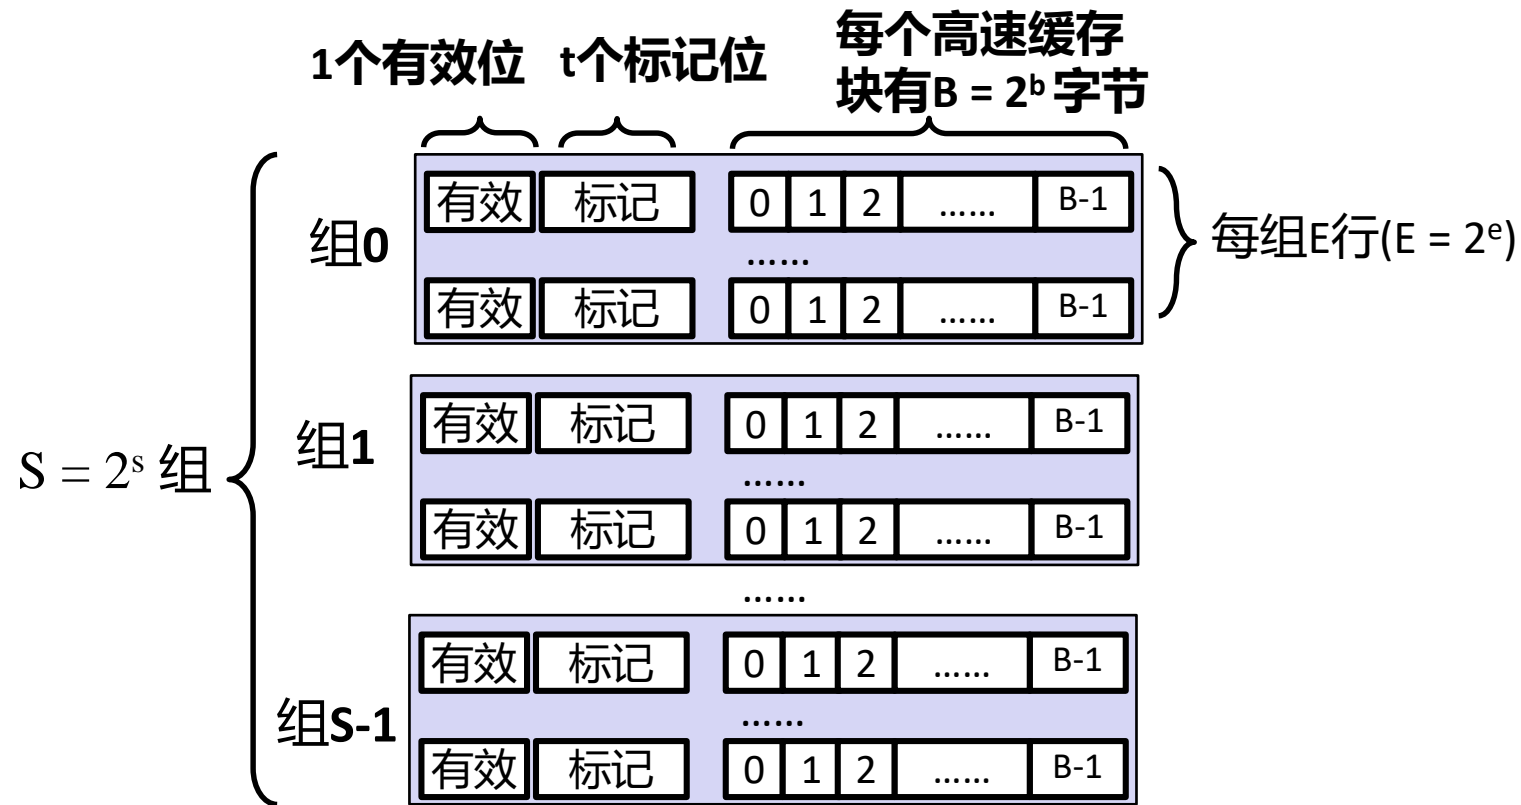 1个有效位 t个标记位 每个高速缓存
块有B = 2ᵇ 字节
有效 标记 0 1 2 …… B-1
组0 …… 每组E行(E = 2ᵉ)
有效 标记 0 1 2 …… B-1
有效 标记 0 1 2 …… B-1
组1
S = 2ˢ 组 ……
有效 标记 0 1 2 …… B-1
……
有效 标记 0 1 2 …… B-1
组S-1 ……
有效 标记 0 1 2 …… B-1